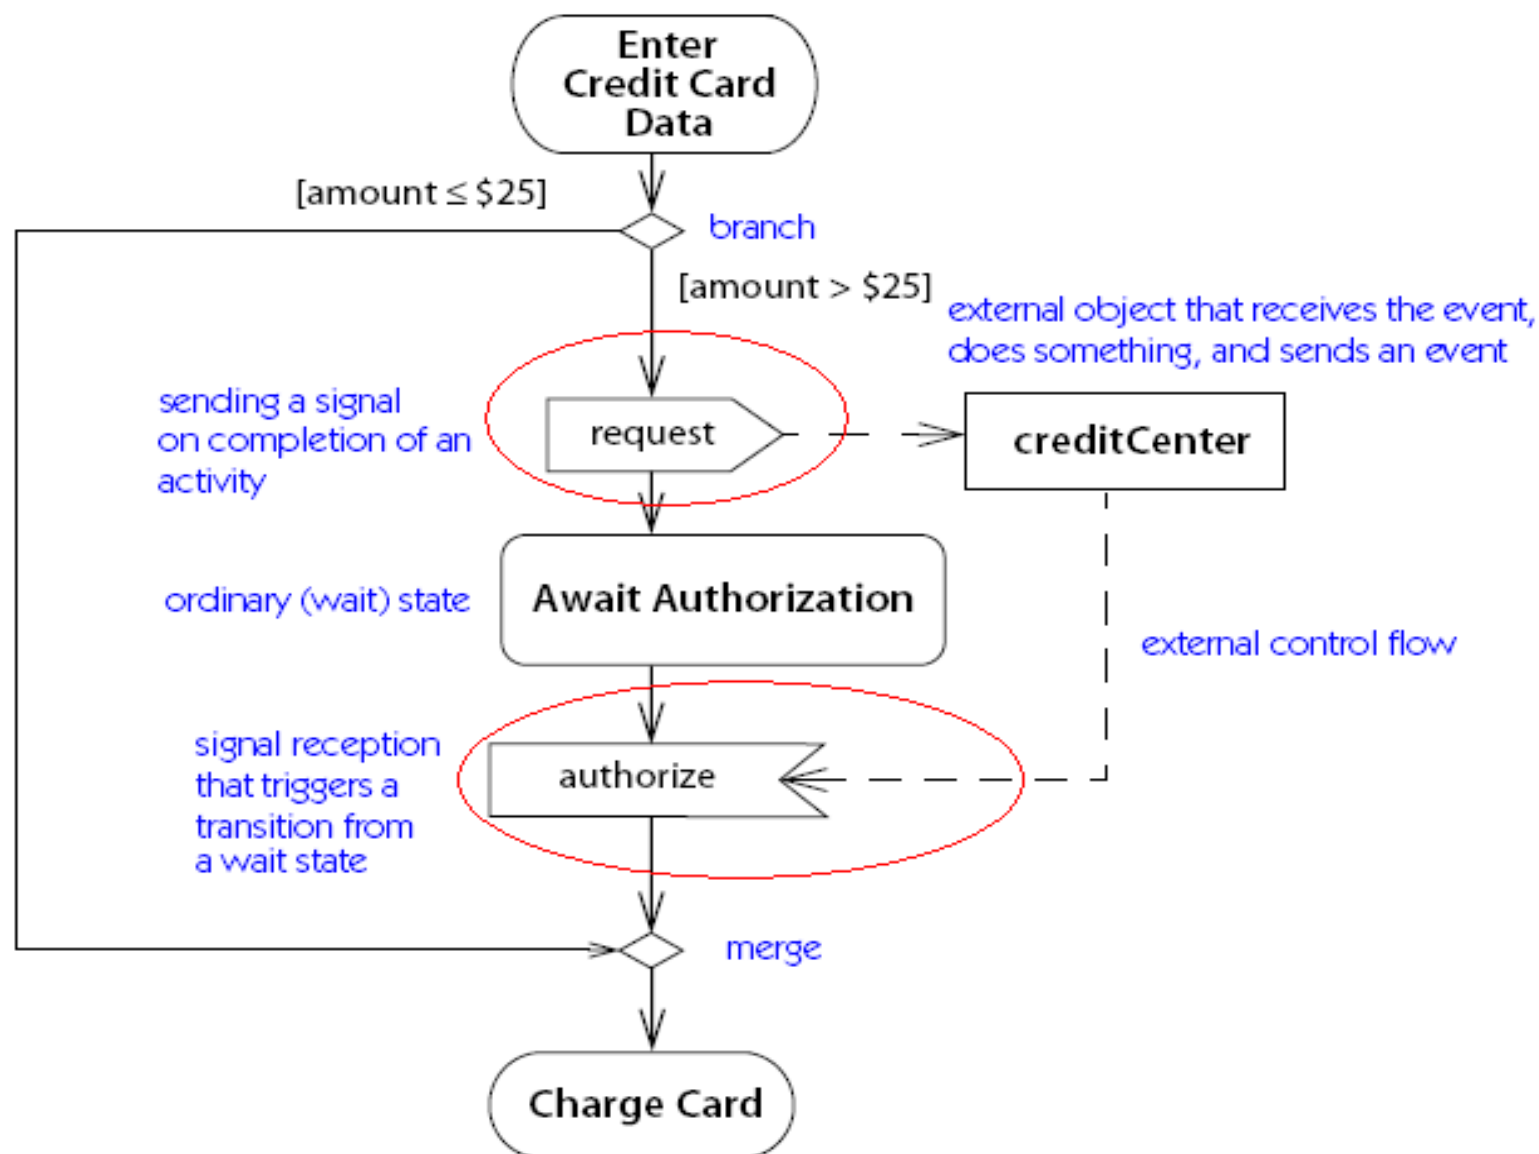 Enter
Credit Card
Data
[amount ≤ $25]
branch
[amount > $25]
external object that receives the event,
does something, and sends an event
sending a signal
on completion of an
activity
request
creditCenter
ordinary (wait) state
Await Authorization
external control flow
signal reception
that triggers a
transition from
a wait state
authorize
merge
Charge Card